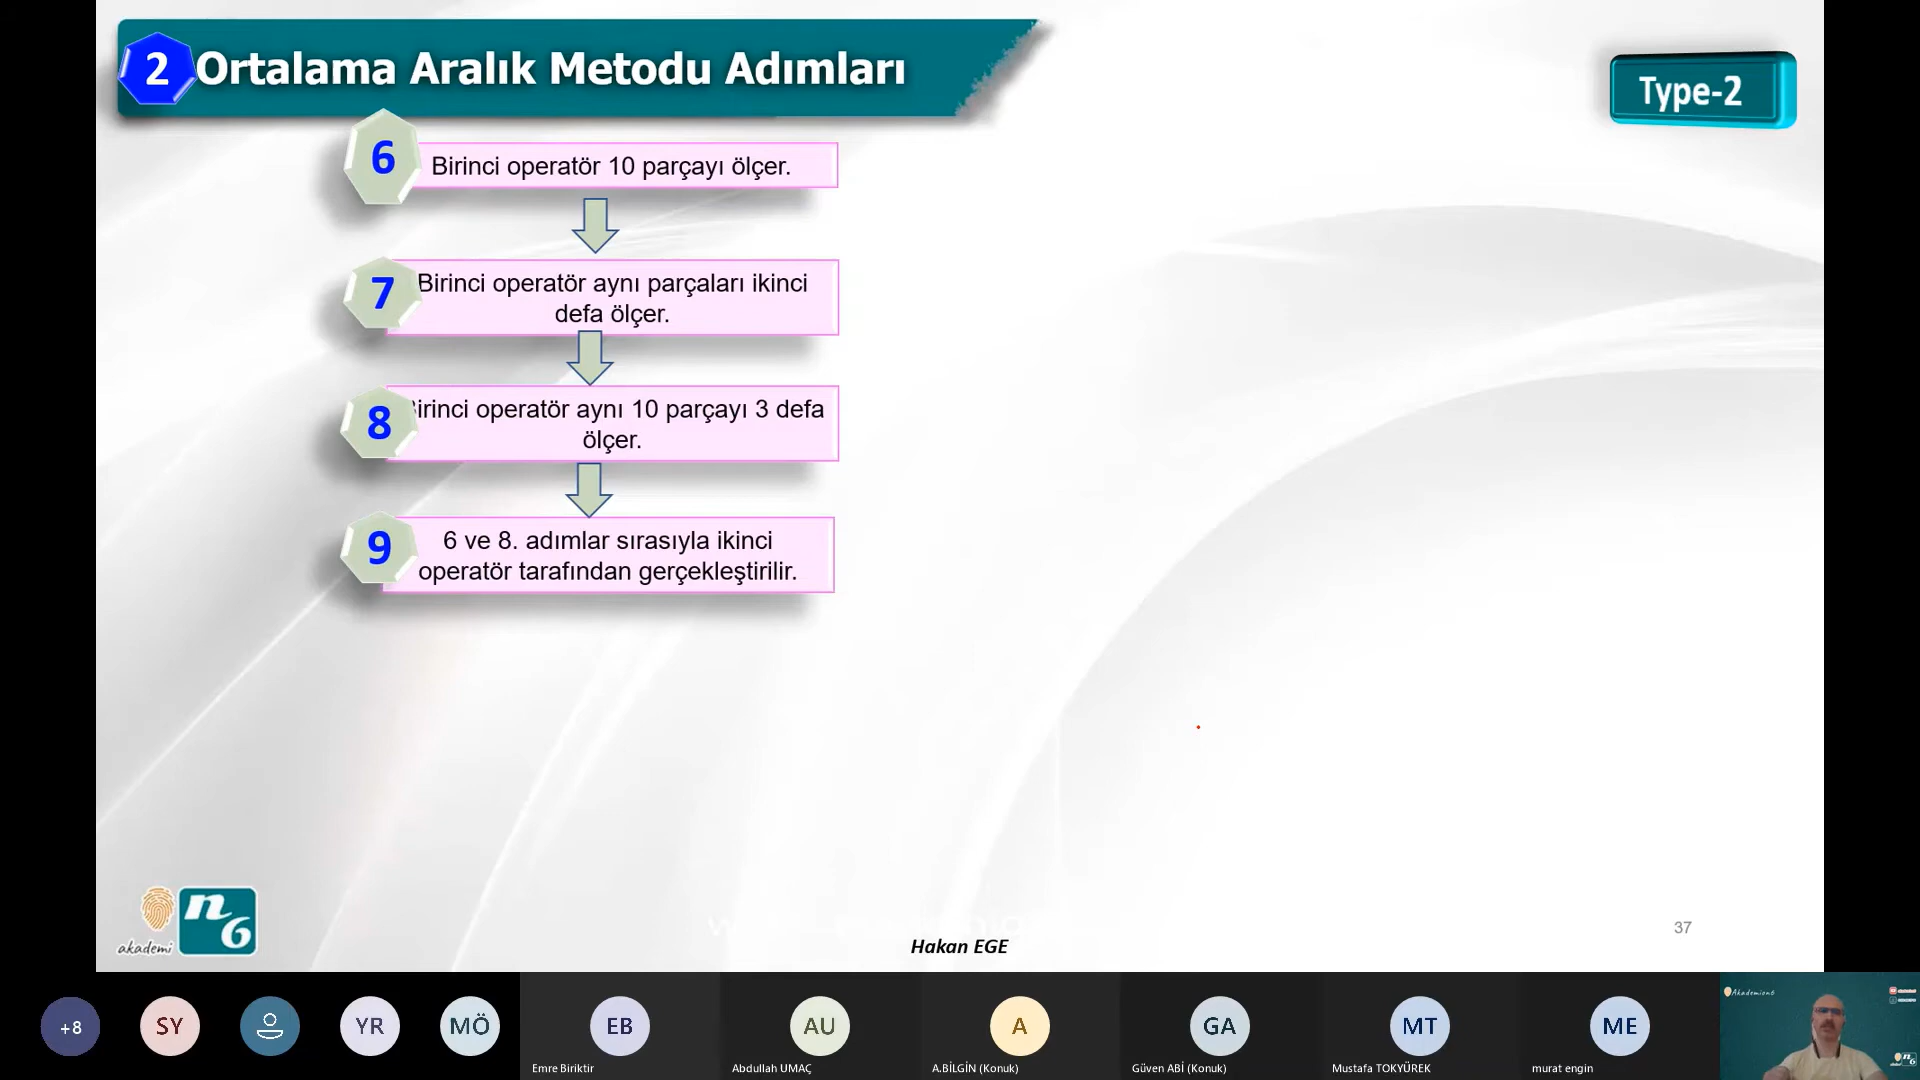 2
Ortalama Aralık Metodu Adımları
Type-2
6
Birinci operatör 10 parçayı ölçer.
7
Birinci operatör aynı parçaları ikinci
defa ölçer.
8
Birinci operatör aynı 10 parçayı 3 defa
ölçer.
9
6 ve 8. adımlar sırasıyla ikinci
operatör tarafından gerçekleştirilir.
akademi
n6
Hakan EGE
37
+8
SY
YR
MÖ
EB
AU
A
GA
MT
ME
Emre Biriktir
Abdullah UMAÇ
A.BİLGİN (Konuk)
Güven ABİ (Konuk)
Mustafa TOKYÜREK
murat engin